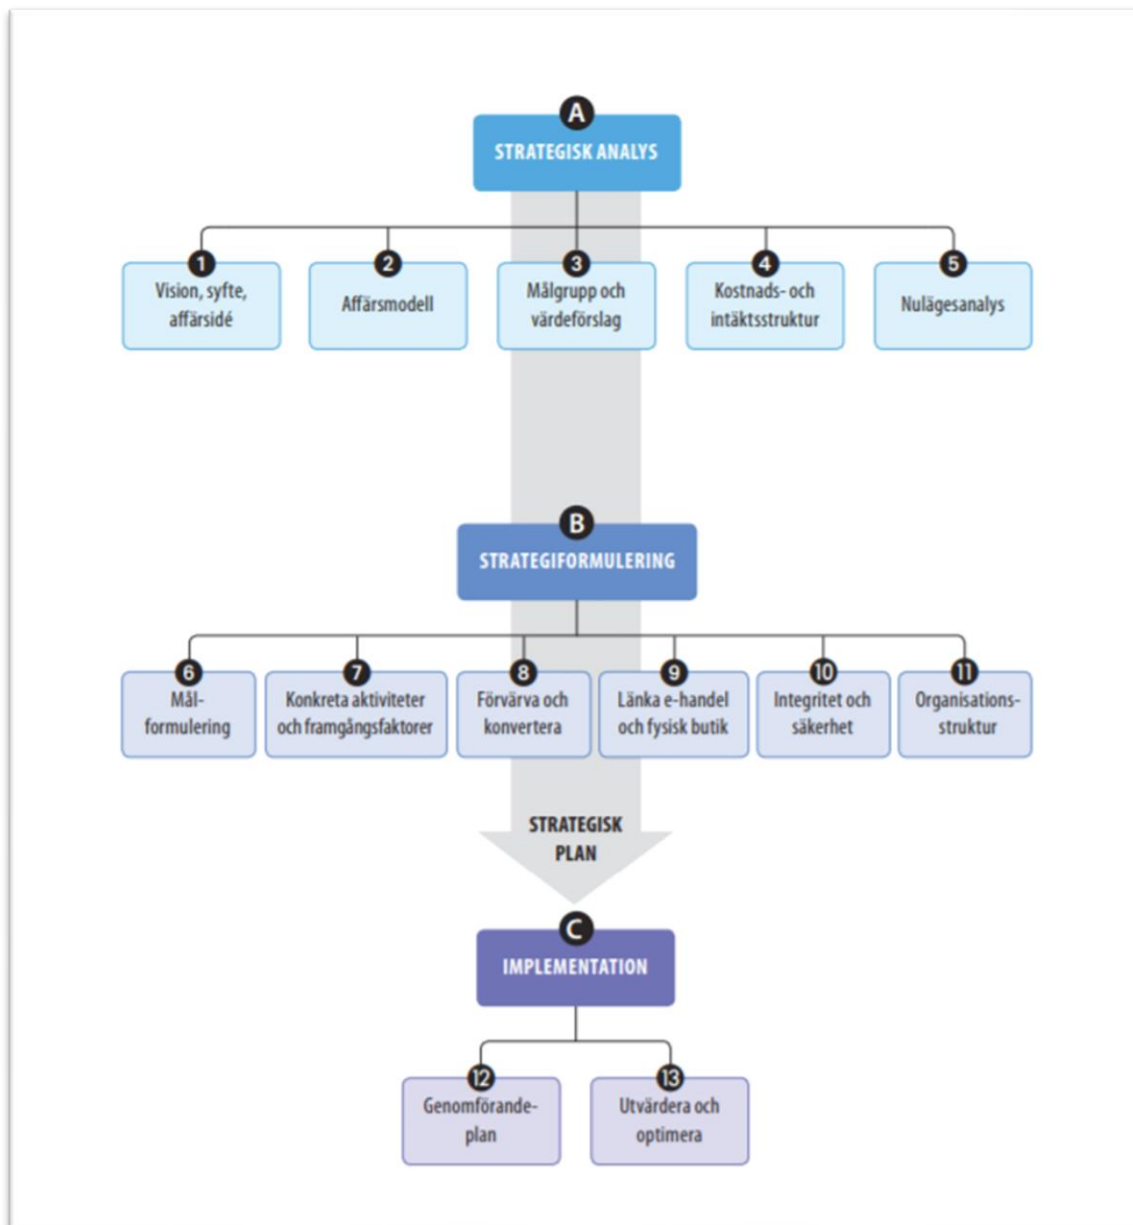 A
STRATEGISK ANALYS
1
Vision, syfte,
affärsidé
2
Affärsmodell
3
Målgrupp och
värdeförslag
4
Kostnads- och
intäktsstruktur
5
Nulägesanalys
B
STRATEGIFORMULERING
6
Mål-
formulering
7
Konkreta aktiviteter
och framgångsfaktorer
8
Förvärva och
konvertera
9
Länka e-handel
och fysisk butik
10
Integritet och
säkerhet
11
Organisations-
struktur
STRATEGISK
PLAN
C
IMPLEMENTATION
12
Genomförande-
plan
13
Utvärdera och
optimera